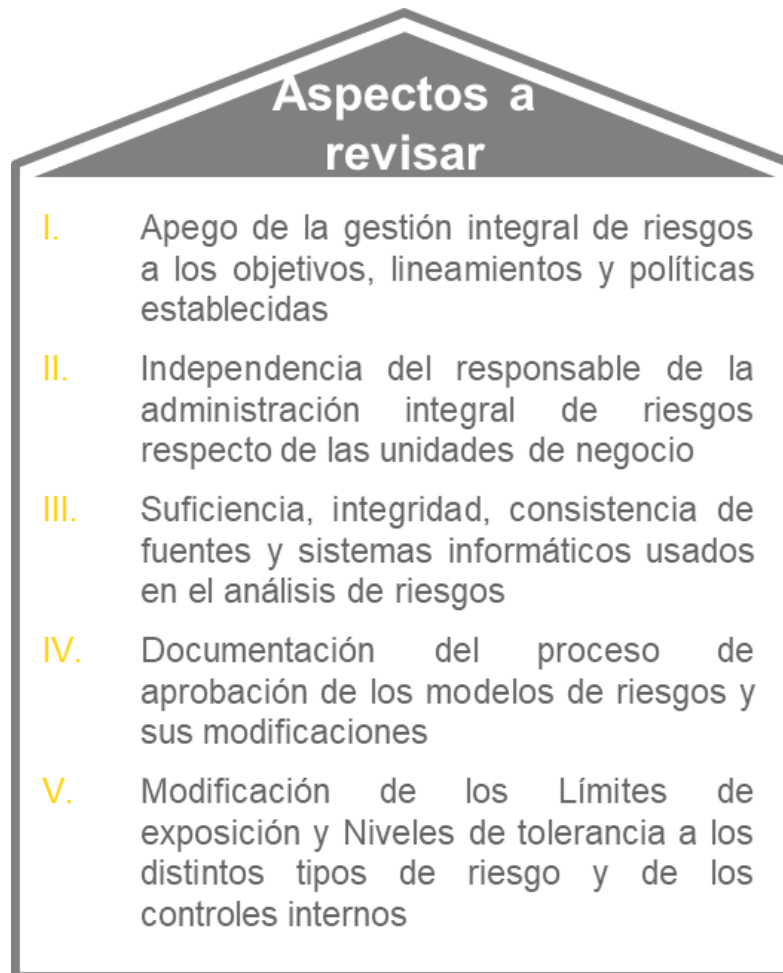 Aspectos a
revisar
I. Apego de la gestión integral de riesgos
a los objetivos, lineamientos y políticas
establecidas
II. Independencia del responsable de la
administración integral de riesgos
respecto de las unidades de negocio
III. Suficiencia, integridad, consistencia de
fuentes y sistemas informáticos usados
en el análisis de riesgos
IV. Documentación del proceso de
aprobación de los modelos de riesgos y
sus modificaciones
V. Modificación de los Límites de
exposición y Niveles de tolerancia a los
distintos tipos de riesgo y de los
controles internos